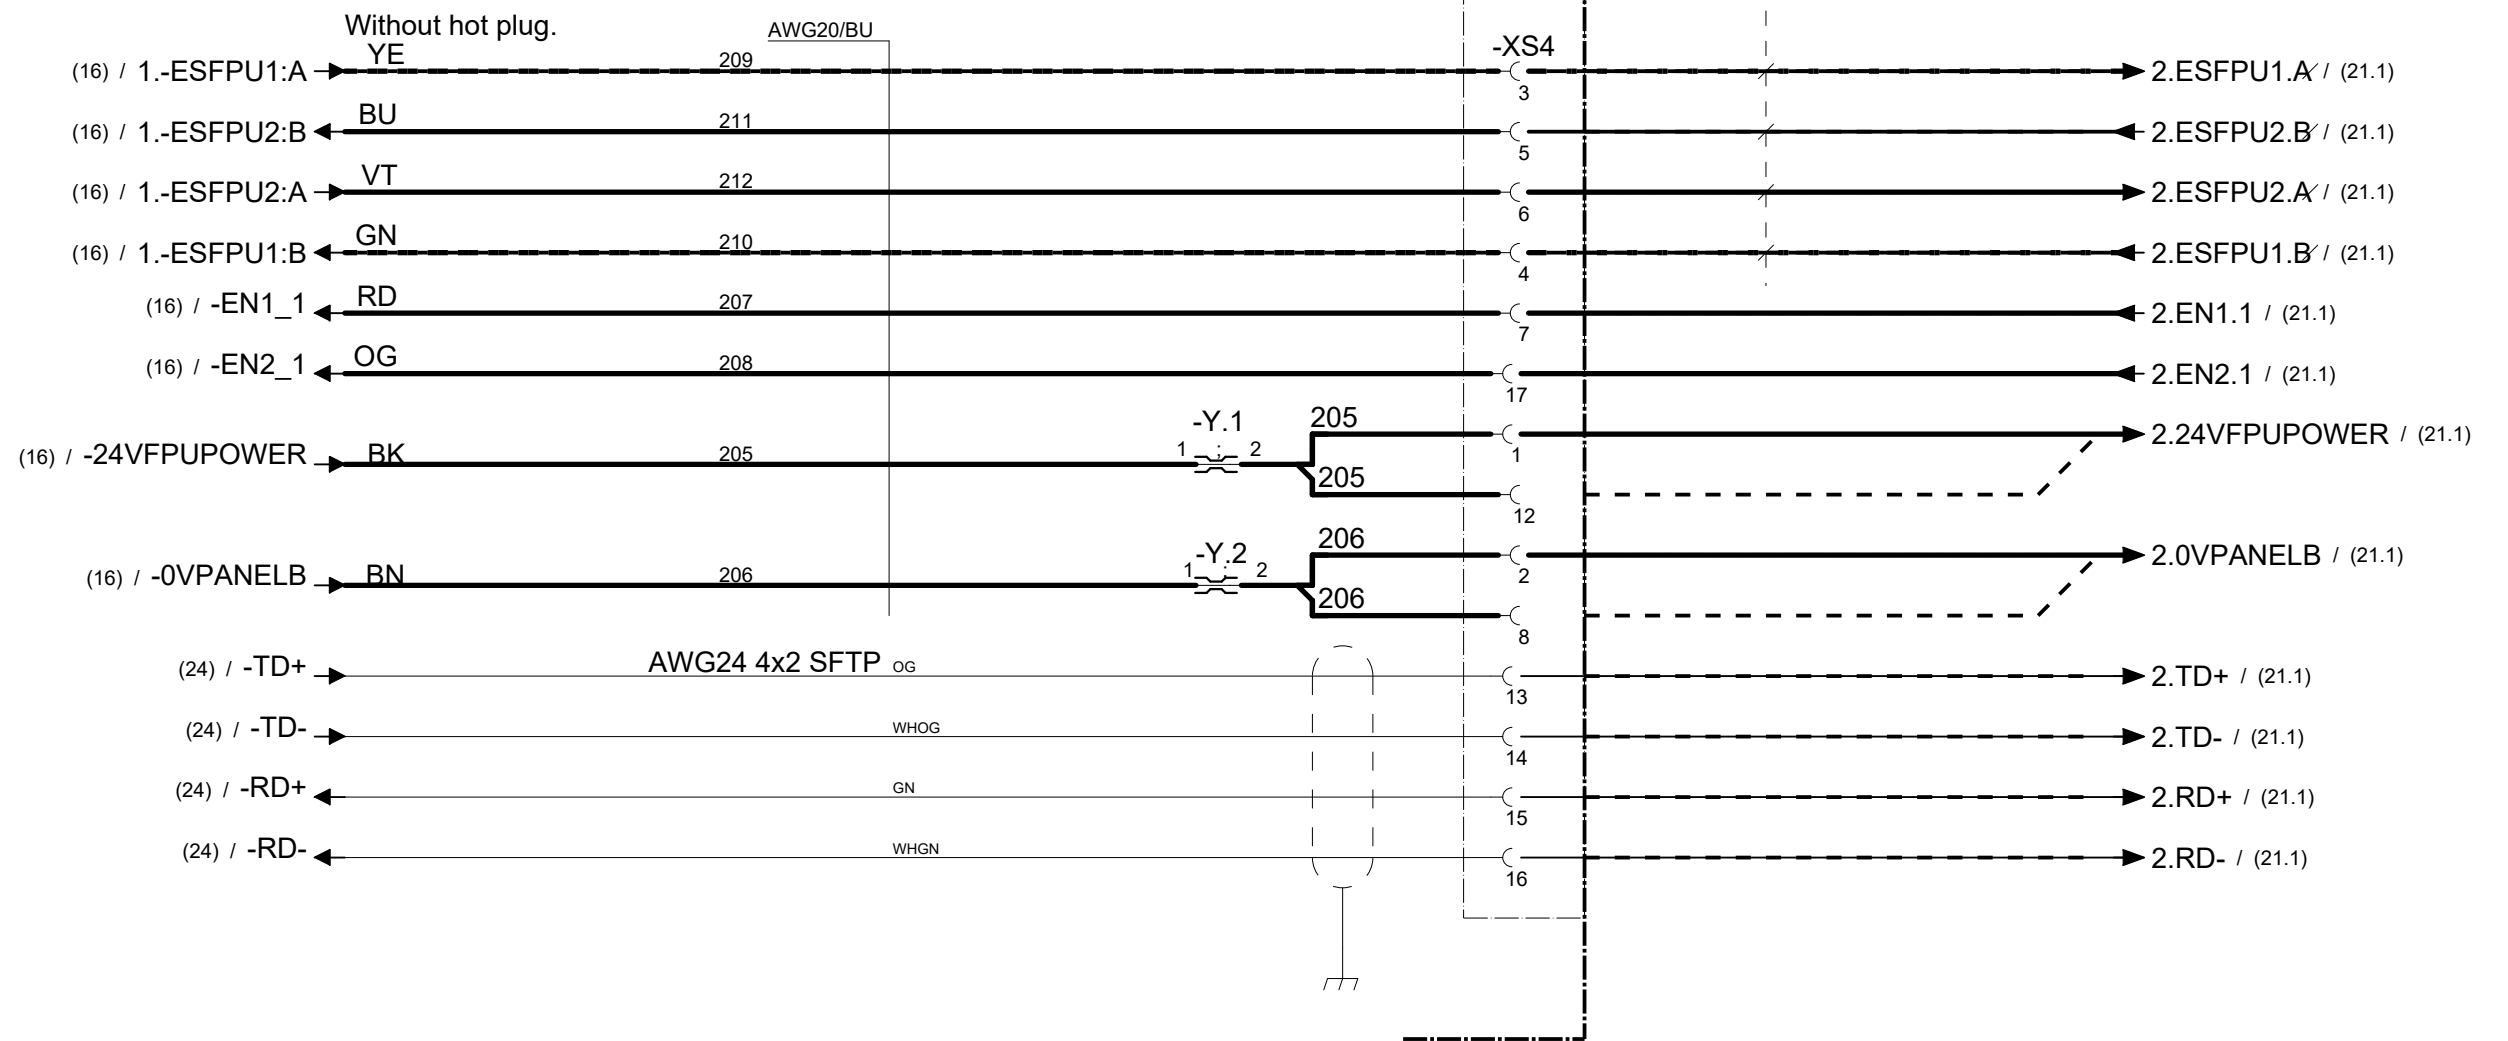 Without hot plug.
AWG20/BU
-XS4
(16) / 1.-ESFPU1:A YE 209 3 2.ESFPU1.A / (21.1)
(16) / 1.-ESFPU2:B BU 211 5 2.ESFPU2.B / (21.1)
(16) / 1.-ESFPU2:A VT 212 6 2.ESFPU2.A / (21.1)
(16) / 1.-ESFPU1:B GN 210 4 2.ESFPU1.B / (21.1)
(16) / -EN1_1 RD 207 7 2.EN1.1 / (21.1)
(16) / -EN2_1 OG 208 17 2.EN2.1 / (21.1)
-Y.1 205 1 2.24VFPUPOWER / (21.1)
(16) / -24VFPUPOWER BK 205 1 ; 2
205 12
-Y.2 206 2 2.0VPANELB / (21.1)
(16) / -0VPANELB BN 206 1 ; 2
206 8
(24) / -TD+ AWG24 4x2 SFTP OG 13 2.TD+ / (21.1)
(24) / -TD- WHOG 14 2.TD- / (21.1)
(24) / -RD+ GN 15 2.RD+ / (21.1)
(24) / -RD- WHGN 16 2.RD- / (21.1)